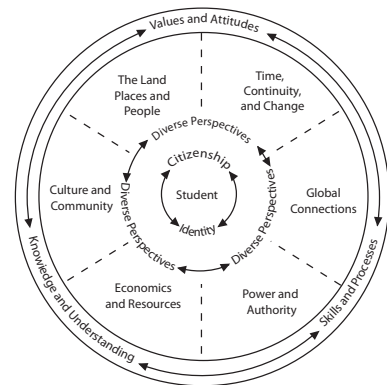 Values and Attitudes
The Land
Places and
People
Time,
Continuity,
and Change
Diverse Perspectives
Citizenship
Culture and
Community
Student
Global
Connections
Diverse Perspectives
Identity
Diverse Perspectives
Economics
and Resources
Power and
Authority
Knowledge and Understanding
Skills and Processes